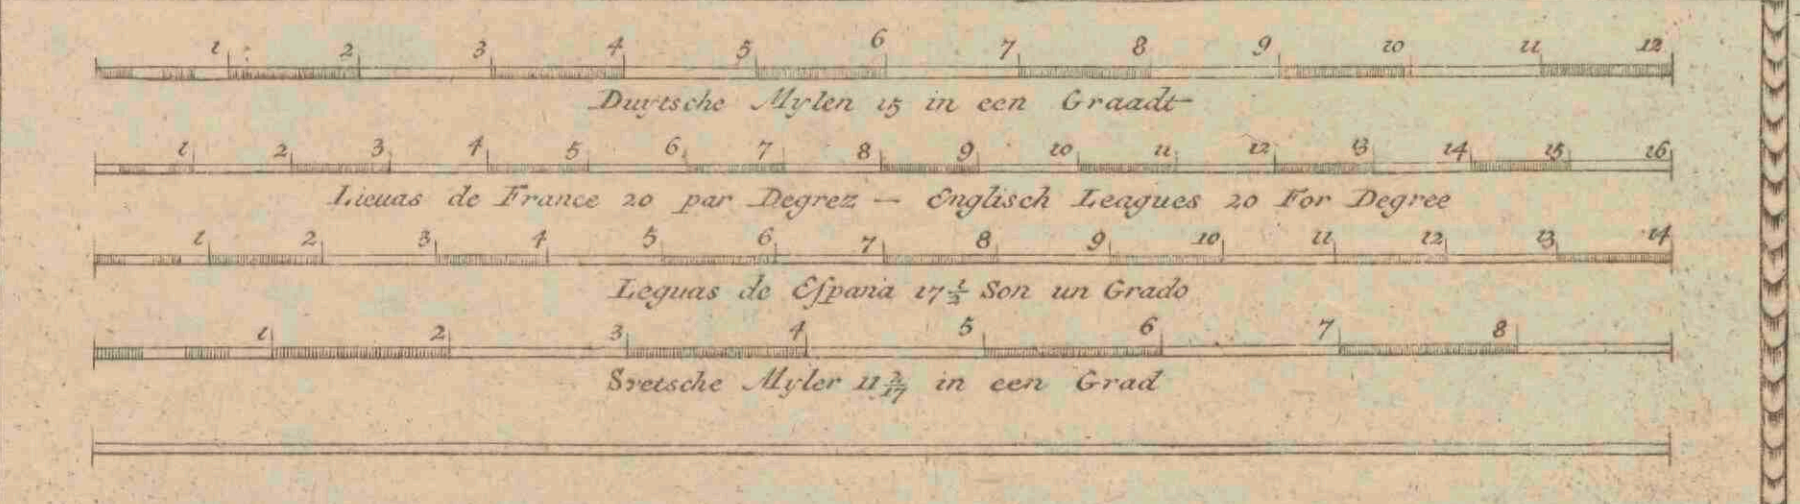 1 2 3 4 5 6 7 8 9 10 11 12
Duytsche Mylen 15 in een Graadt
1 2 3 4 5 6 7 8 9 10 11 12 13 14 15 16
Lieuas de France 20 par Degrez — Englisch Leagues 20 For Degree
1 2 3 4 5 6 7 8 9 10 11 12 13 14
Leguas de Eſpana 17 1/2 Son un Grado
1 2 3 4 5 6 7 8
Svetsche Myler 11 2/17 in een Grad